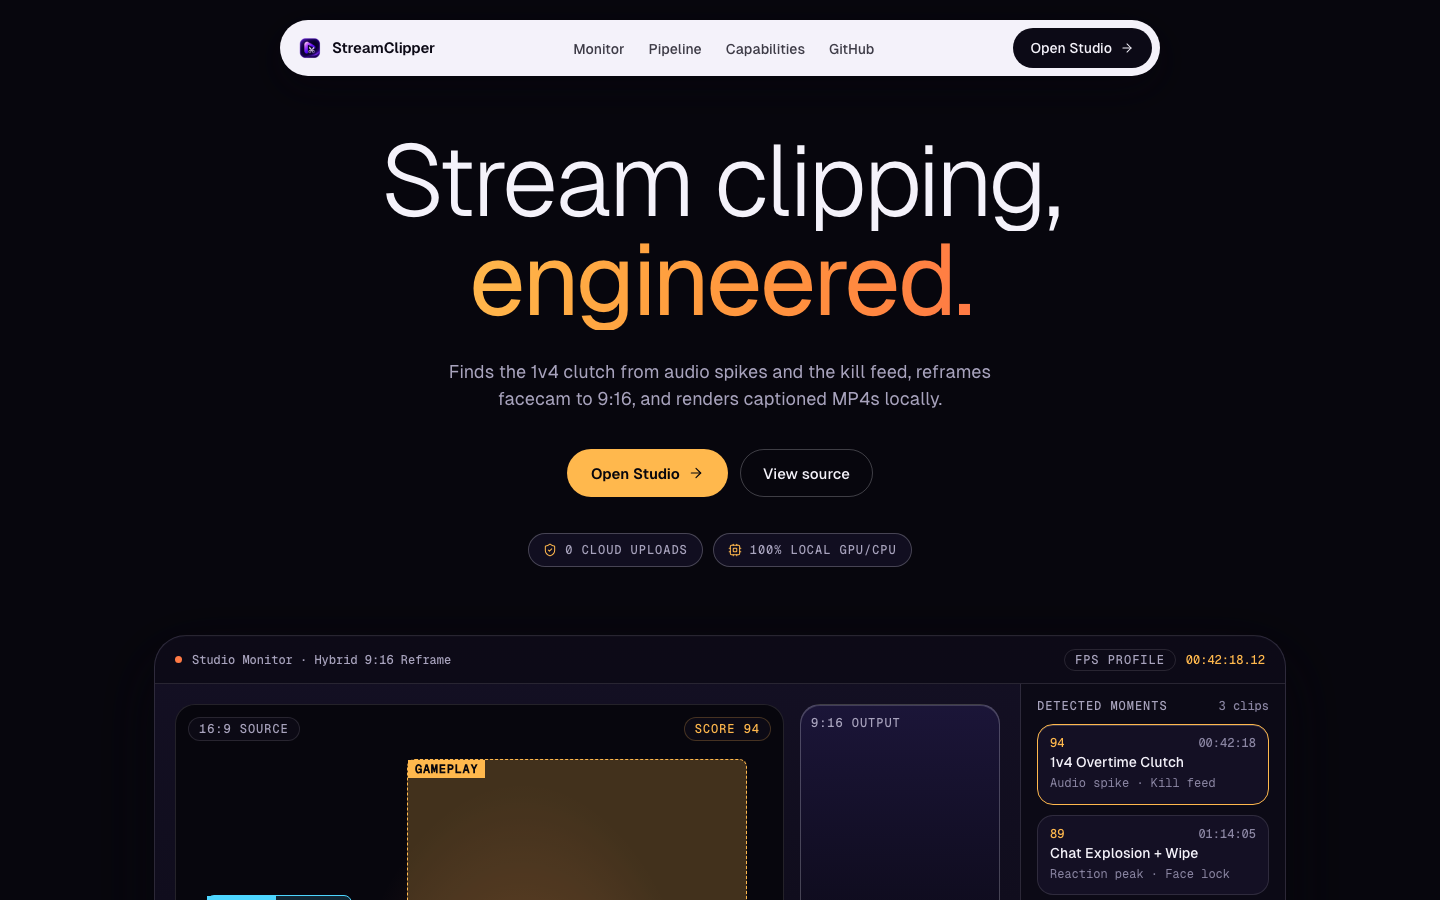 StreamClipper
Monitor
Pipeline
Capabilities
GitHub
Open Studio
Stream clipping,
engineered.
Finds the 1v4 clutch from audio spikes and the kill feed, reframes
facecam to 9:16, and renders captioned MP4s locally.
Open Studio
View source
0 CLOUD UPLOADS
100% LOCAL GPU/CPU
Studio Monitor · Hybrid 9:16 Reframe
FPS PROFILE
00:42:18.12
16:9 SOURCE
SCORE 94
GAMEPLAY
9:16 OUTPUT
DETECTED MOMENTS
3 clips
94
00:42:18
1v4 Overtime Clutch
Audio spike · Kill feed
89
01:14:05
Chat Explosion + Wipe
Reaction peak · Face lock